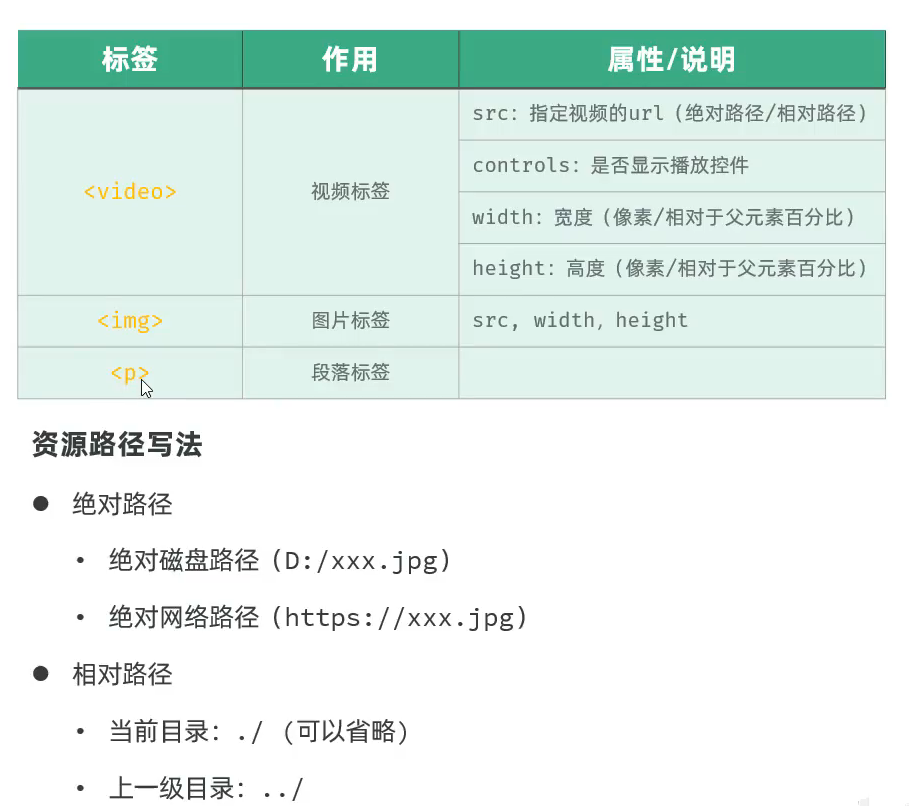 标签 作用 属性/说明
<video> 视频标签 src：指定视频的url（绝对路径/相对路径）
controls：是否显示播放控件
width：宽度（像素/相对于父元素百分比）
height：高度（像素/相对于父元素百分比）
<img> 图片标签 src, width, height
<p> 段落标签
资源路径写法
● 绝对路径
• 绝对磁盘路径（D:/xxx.jpg）
• 绝对网络路径（https://xxx.jpg）
● 相对路径
• 当前目录：./ （可以省略）
• 上一级目录：../